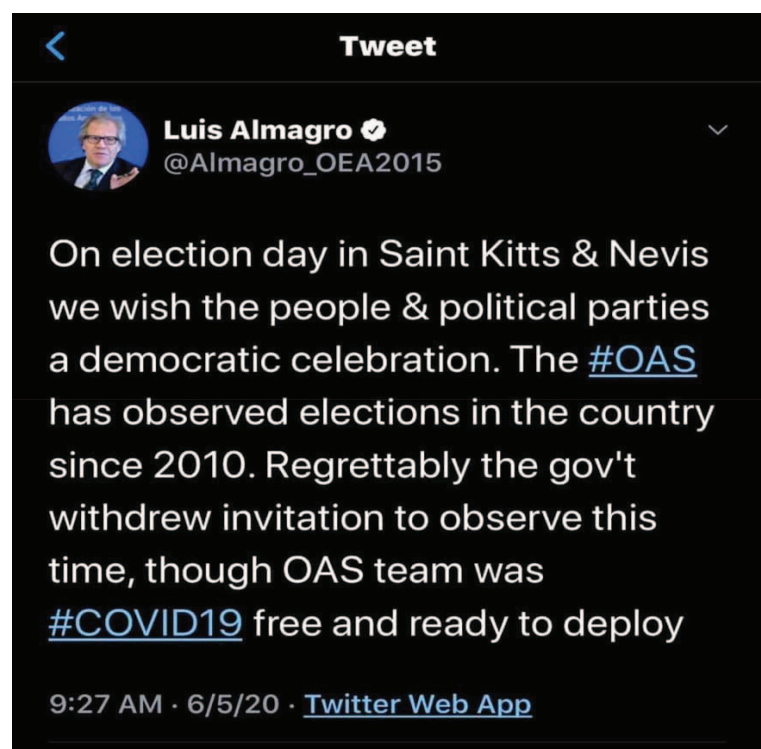 Tweet
Luis Almagro
@Almagro_OEA2015
On election day in Saint Kitts & Nevis
we wish the people & political parties
a democratic celebration. The #OAS
has observed elections in the country
since 2010. Regrettably the gov't
withdrew invitation to observe this
time, though OAS team was
#COVID19 free and ready to deploy
9:27 AM · 6/5/20 · Twitter Web App